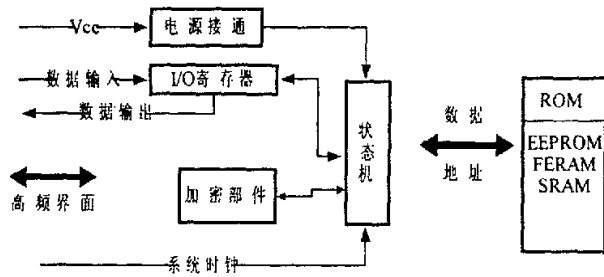 Vcc
电源接通
数据输入
I/O寄存器
数据输出
状态机
数据
地址
ROM
EEPROM
FERAM
SRAM
高频界面
加密部件
系统时钟